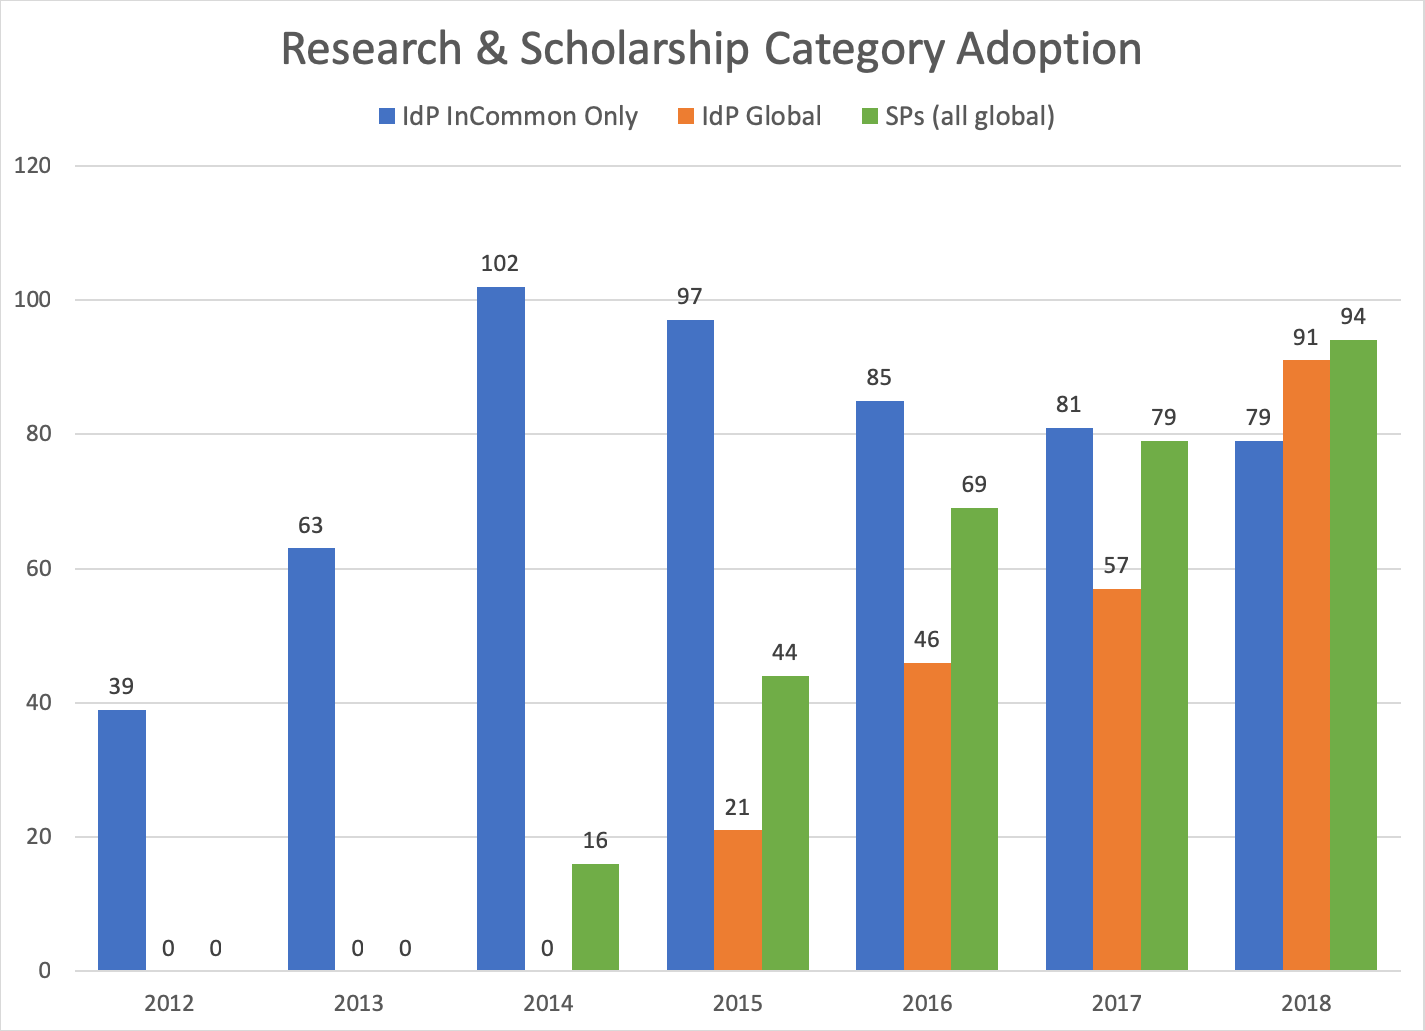 Research & Scholarship Category Adoption
IdP InCommon Only IdP Global SPs (all global)
120
100
80
60
40
20
0
39 0 0
63 0 0
102 0 16
97 21 44
85 46 69
81 57 79
79 91 94
2012 2013 2014 2015 2016 2017 2018